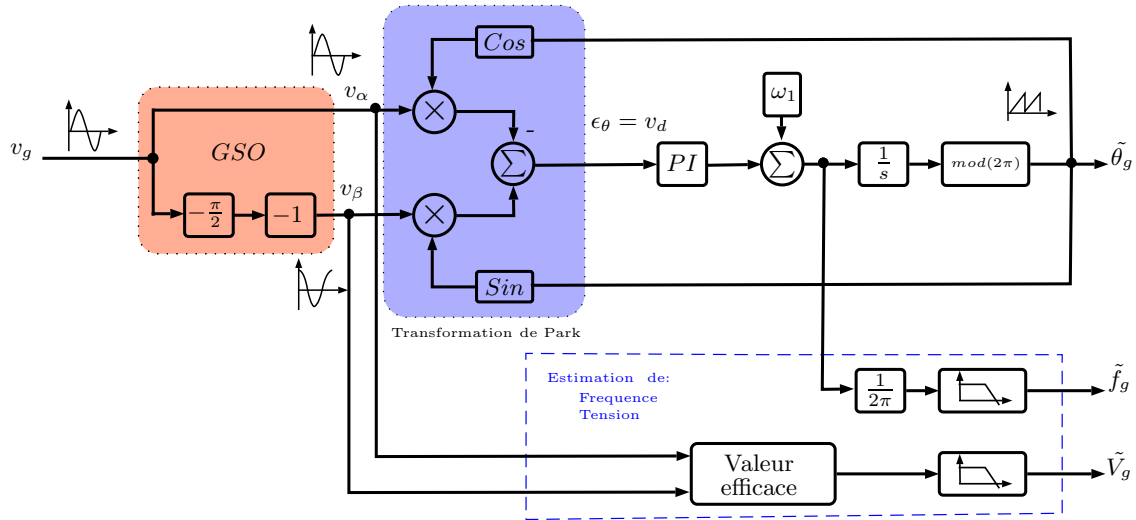 Cos
v_α
ω_1
v_g
GSO
×
-
ϵ_θ = v_d
∑
PI
∑
1/s
mod(2π)
θ̃_g
−π/2
−1
v_β
×
Sin
Transformation de Park
Estimation de:
Frequence
Tension
1/2π
f̃_g
Valeur
efficace
Ṽ_g